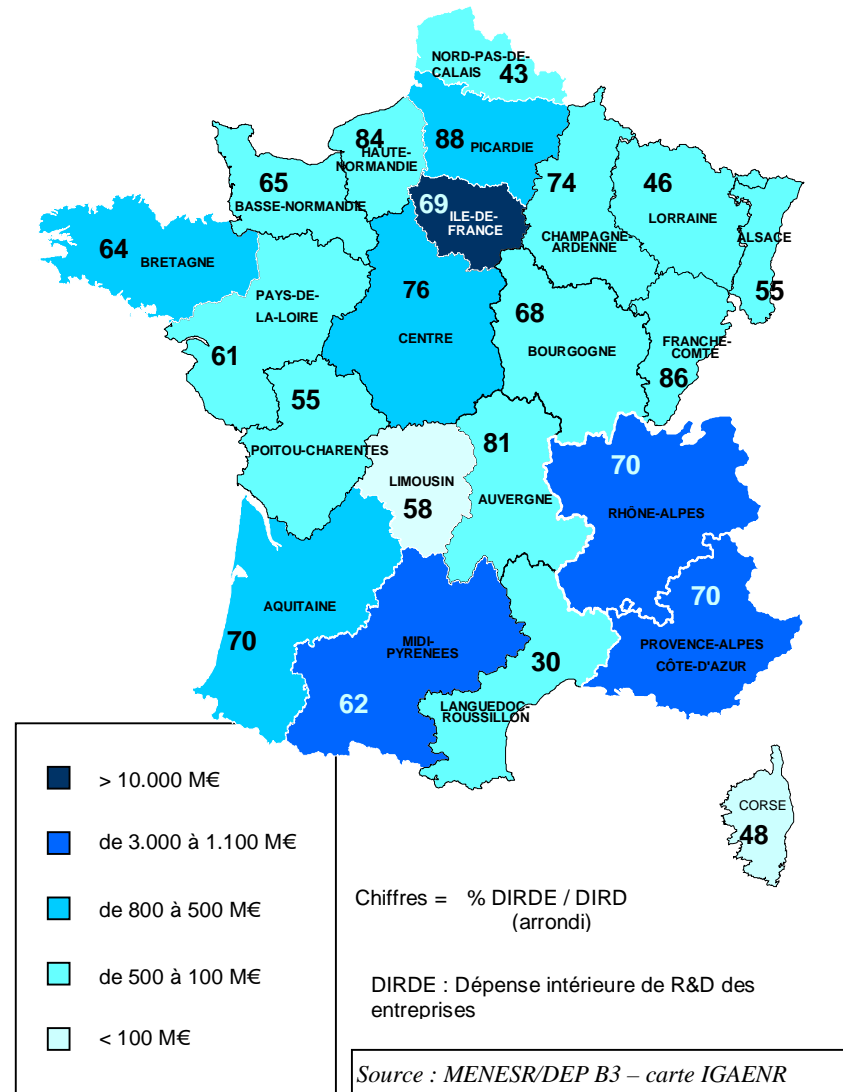 NORD-PAS-DE-
CALAIS 43
84
HAUTE-
NORMANDIE
88 PICARDIE
65
BASSE-NORMANDIE
69
ILE-DE-
FRANCE
74
CHAMPAGNE
ARDENNE
46
LORRAINE
ALSACE
55
64
BRETAGNE
PAYS-DE-
LA-LOIRE
61
76
CENTRE
68
BOURGOGNE
FRANCHE-
COMTÉ
86
55
POITOU-CHARENTES
LIMOUSIN
58
81
AUVERGNE
70
RHÔNE-ALPES
AQUITAINE
70
MIDI-
PYRENEES
62
30
LANGUEDOC-
ROUSSILLON
70
PROVENCE-ALPES
CÔTE-D'AZUR
CORSE
48
> 10.000 M€
de 3.000 à 1.100 M€
de 800 à 500 M€
de 500 à 100 M€
< 100 M€
Chiffres = % DIRDE / DIRD
(arrondi)
DIRDE : Dépense intérieure de R&D des
entreprises
Source : MENESR/DEP B3 – carte IGAENR